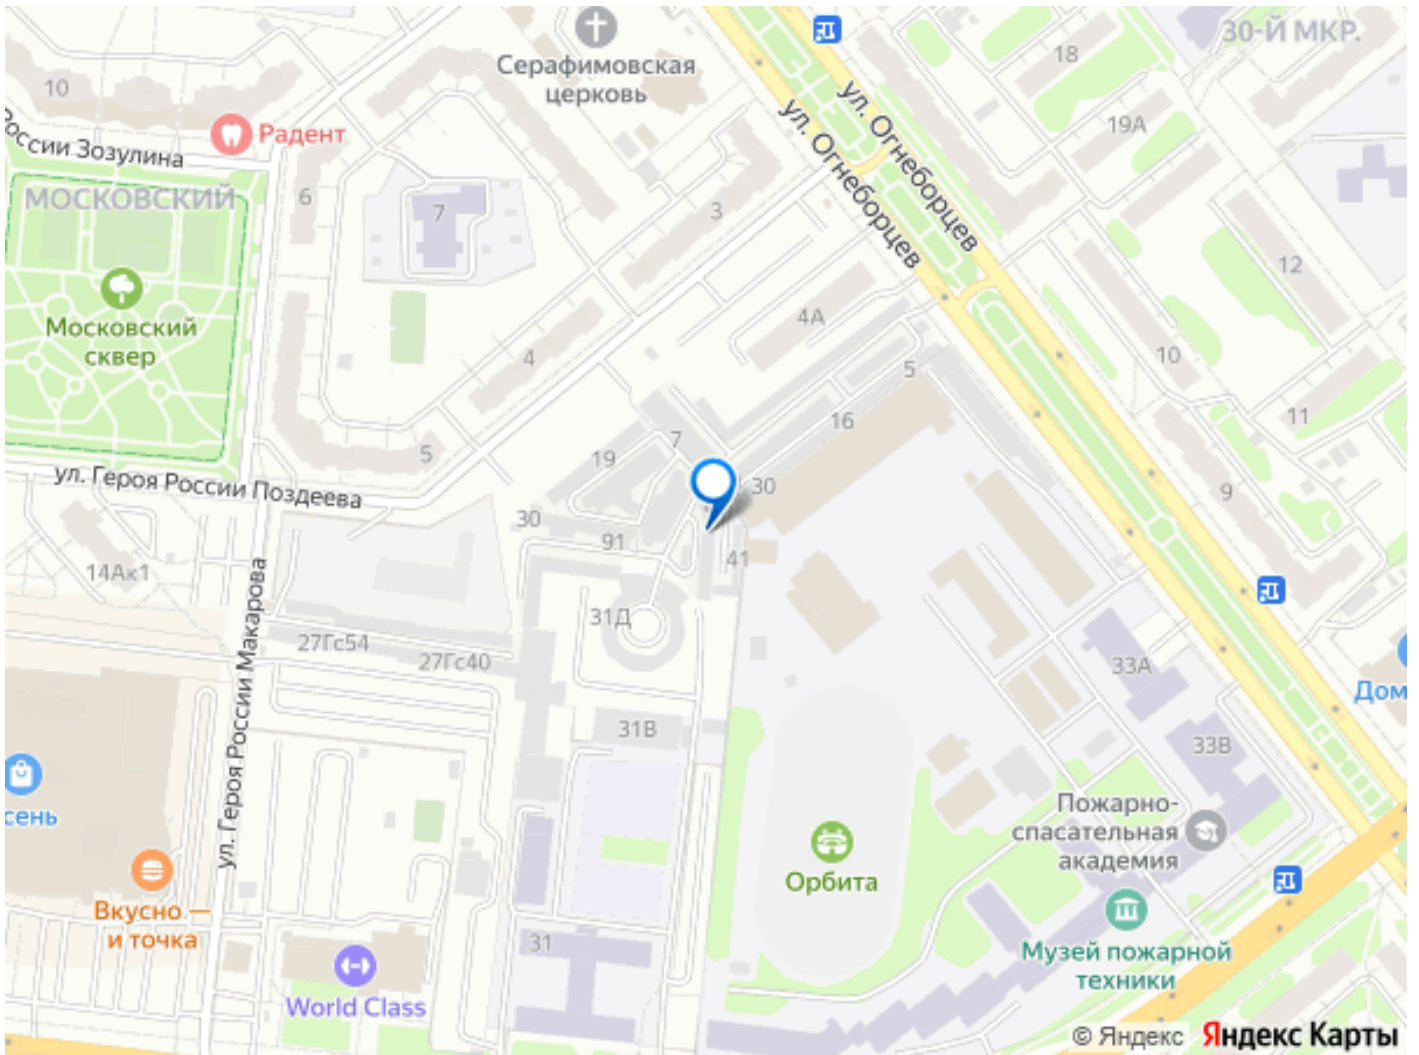 Серафимовская
церковь
30-Й МКР.
18
10
Радент
России Зозулина
19А
ул. Огнеборцев
ул. Огнеборцев
МОСКОВСКИЙ
6
7
3
12
Московский
сквер
4А
4
10
5
11
16
7
5
19
ул. Героя России Поздеева
30
9
30
91
41
14Ак1
31Д
ул. Героя России Макарова
27Гс54
27Гс40
33А
Дом
31В
33В
сень
Пожарно-
спасательная
академия
Орбита
Вкусно —
и точка
31
Музей пожарной
техники
World Class
© Яндекс Яндекс Карты